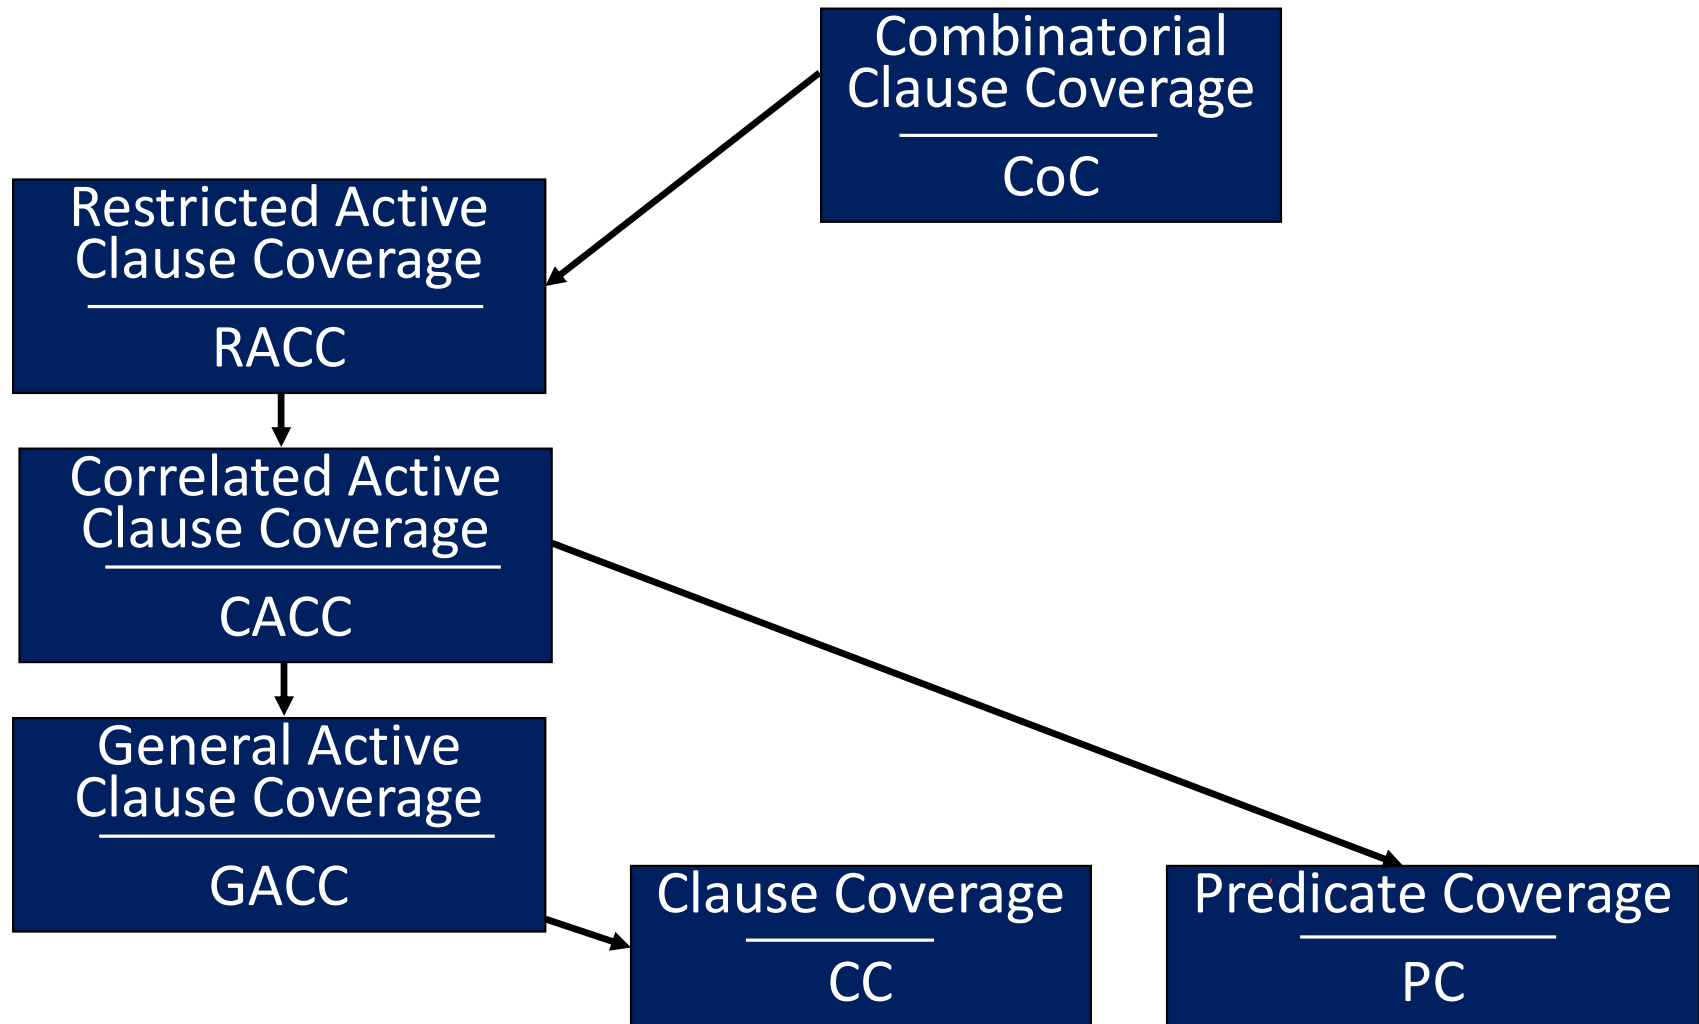 Combinatorial
Clause Coverage
CoC
Restricted Active
Clause Coverage
RACC
Correlated Active
Clause Coverage
CACC
General Active
Clause Coverage
GACC
Clause Coverage
CC
Predicate Coverage
PC